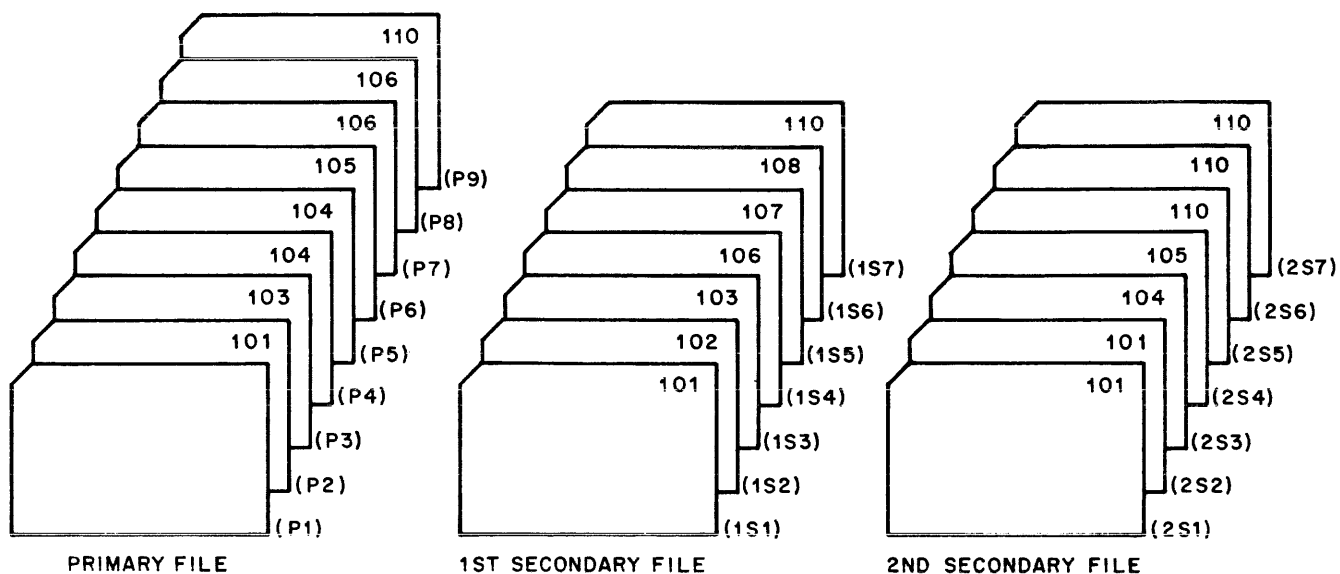 110
106
106
105
104
104
103
101
(P9)
(P8)
(P7)
(P6)
(P5)
(P4)
(P3)
(P2)
(P1)
PRIMARY FILE
110
108
107
106
103
102
101
(1S7)
(1S6)
(1S5)
(1S4)
(1S3)
(1S2)
(1S1)
1ST SECONDARY FILE
110
110
110
105
104
101
101
(2S7)
(2S6)
(2S5)
(2S4)
(2S3)
(2S2)
(2S1)
2ND SECONDARY FILE